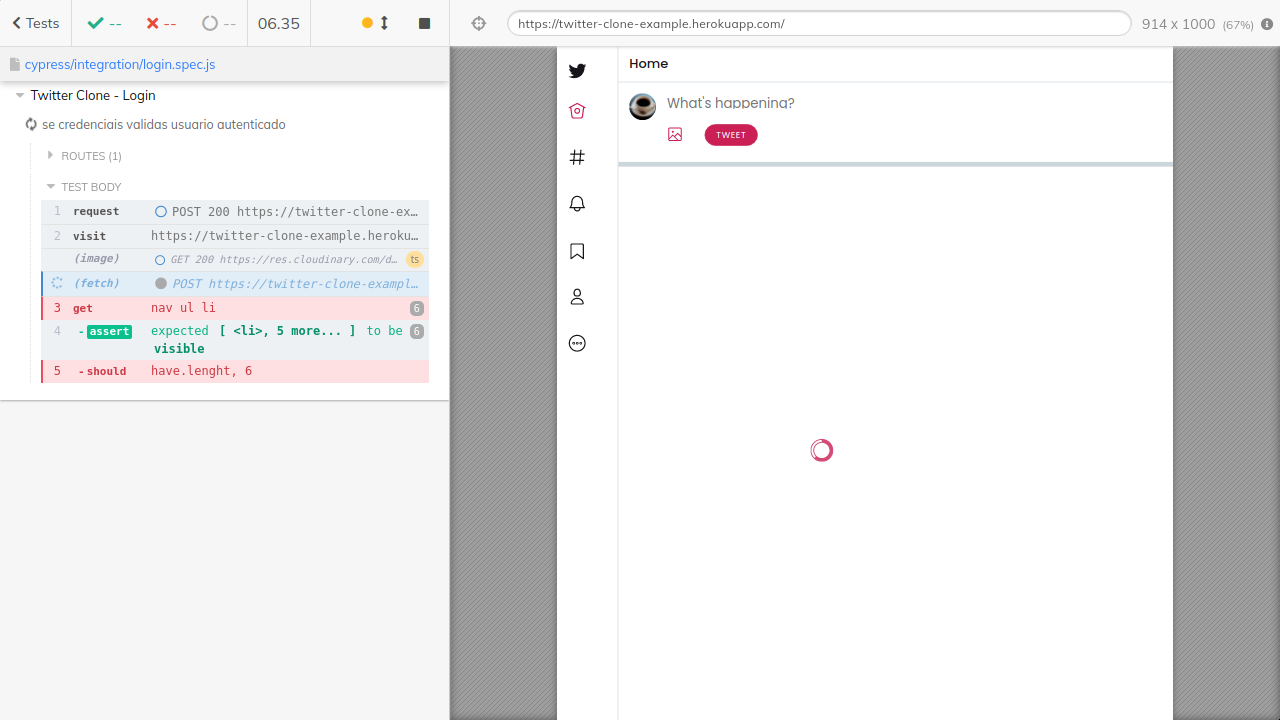 Tests
--
--
--
06.35
https://twitter-clone-example.herokuapp.com/
914 x 1000 (67%)
cypress/integration/login.spec.js
Twitter Clone - Login
se credenciais validas usuario autenticado
ROUTES (1)
TEST BODY
1 request POST 200 https://twitter-clone-ex…
2 visit https://twitter-clone-example.heroku…
(image) GET 200 https://res.cloudinary.com/d… ts
(fetch) POST https://twitter-clone-exampl…
3 get nav ul li 6
4 -assert expected [ <li>, 5 more... ] to be 6
visible
5 -should have.lenght, 6
Home
What's happening?
TWEET